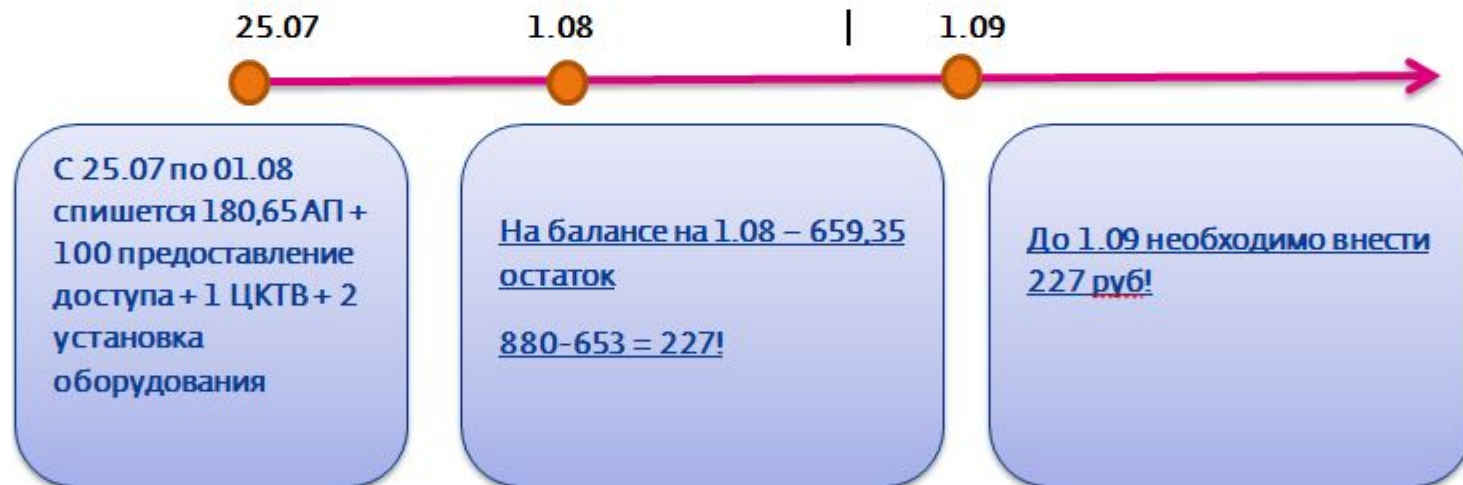 25.07
1.08
|
1.09
С 25.07 по 01.08
спишется 180,65 АП +
100 предоставление
доступа + 1 ЦКТВ + 2
установка
оборудования
На балансе на 1.08 – 659,35
остаток
880-653 = 227!
До 1.09 необходимо внести
227 руб!